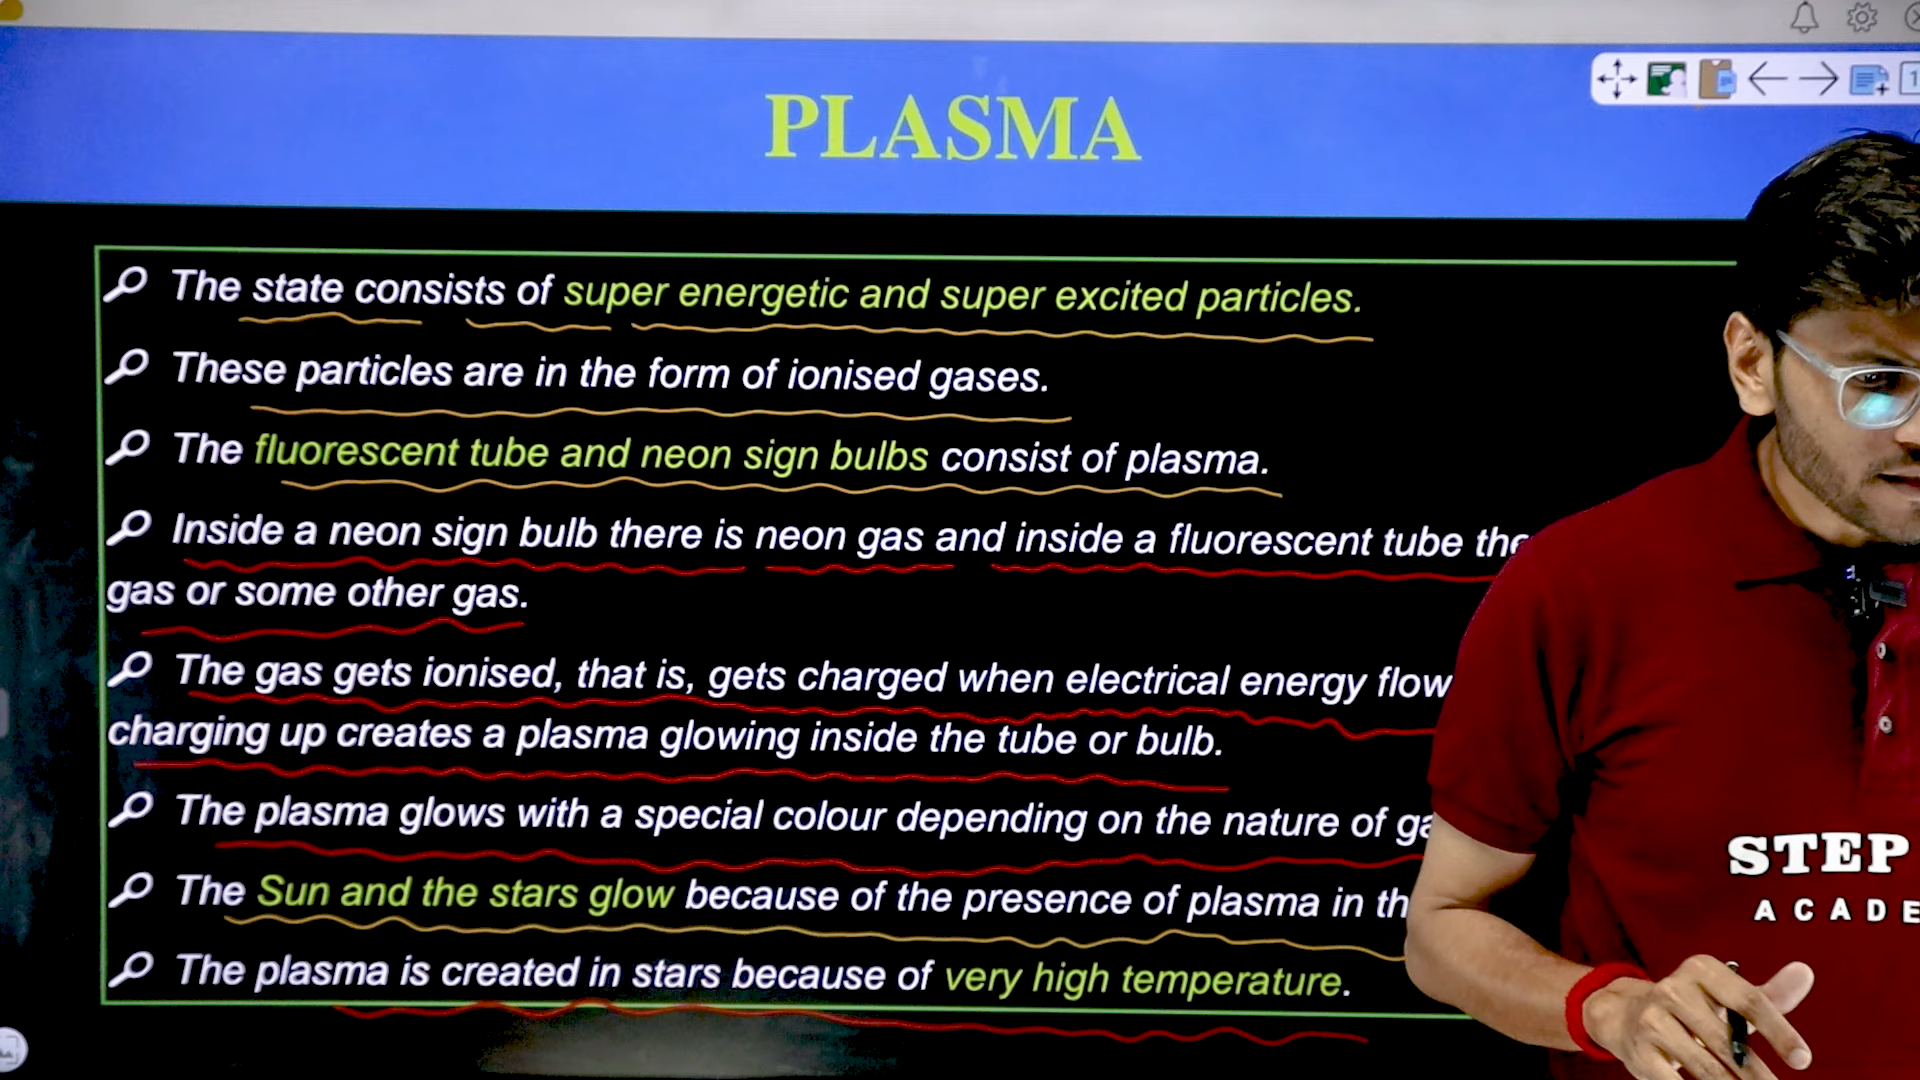 PLASMA
The state consists of super energetic and super excited particles.
These particles are in the form of ionised gases.
The fluorescent tube and neon sign bulbs consist of plasma.
Inside a neon sign bulb there is neon gas and inside a fluorescent tube
gas or some other gas.
The gas gets ionised, that is, gets charged when electrical energy flow
charging up creates a plasma glowing inside the tube or bulb.
The plasma glows with a special colour depending on the nature of
The Sun and the stars glow because of the presence of plasma in
The plasma is created in stars because of very high temperature.
STEP
ACADE